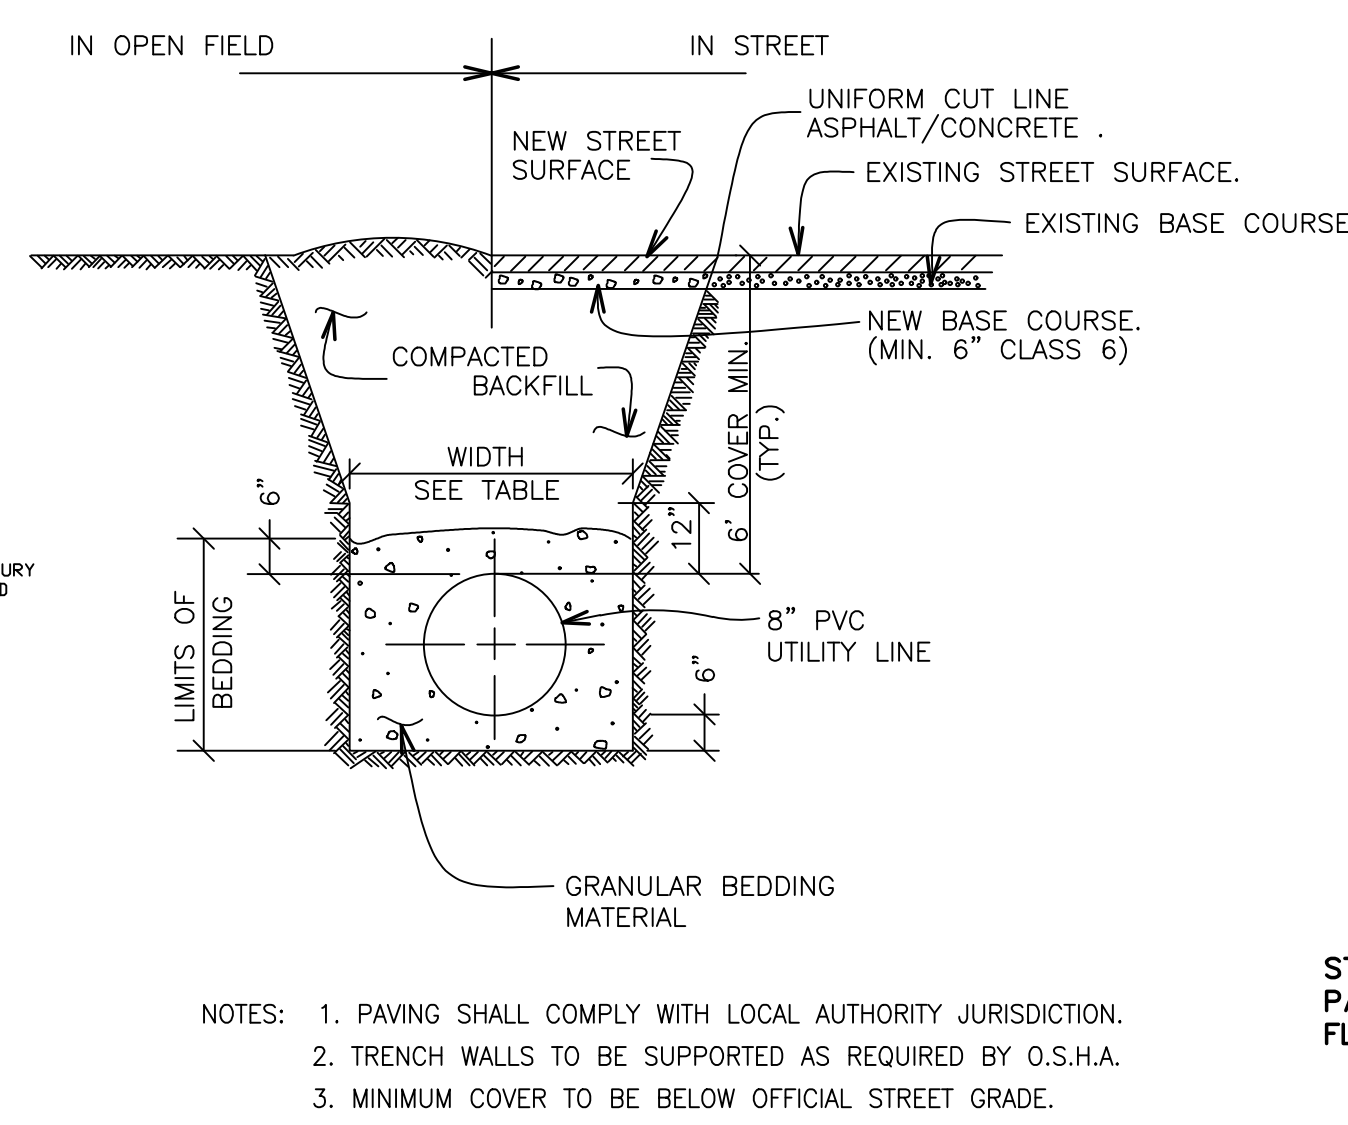 IN OPEN FIELD
IN STREET
UNIFORM CUT LINE
ASPHALT/CONCRETE .
NEW STREET
SURFACE
EXISTING STREET SURFACE.
EXISTING BASE COURSE
NEW BASE COURSE.
(MIN. 6" CLASS 6)
COMPACTED
BACKFILL
6' COVER MIN.
(TYP.)
WIDTH
SEE TABLE
6"
12"
LIMITS OF
BEDDING
8" PVC
UTILITY LINE
6"
GRANULAR BEDDING
MATERIAL
NOTES: 1. PAVING SHALL COMPLY WITH LOCAL AUTHORITY JURISDICTION.
2. TRENCH WALLS TO BE SUPPORTED AS REQUIRED BY O.S.H.A.
3. MINIMUM COVER TO BE BELOW OFFICIAL STREET GRADE.